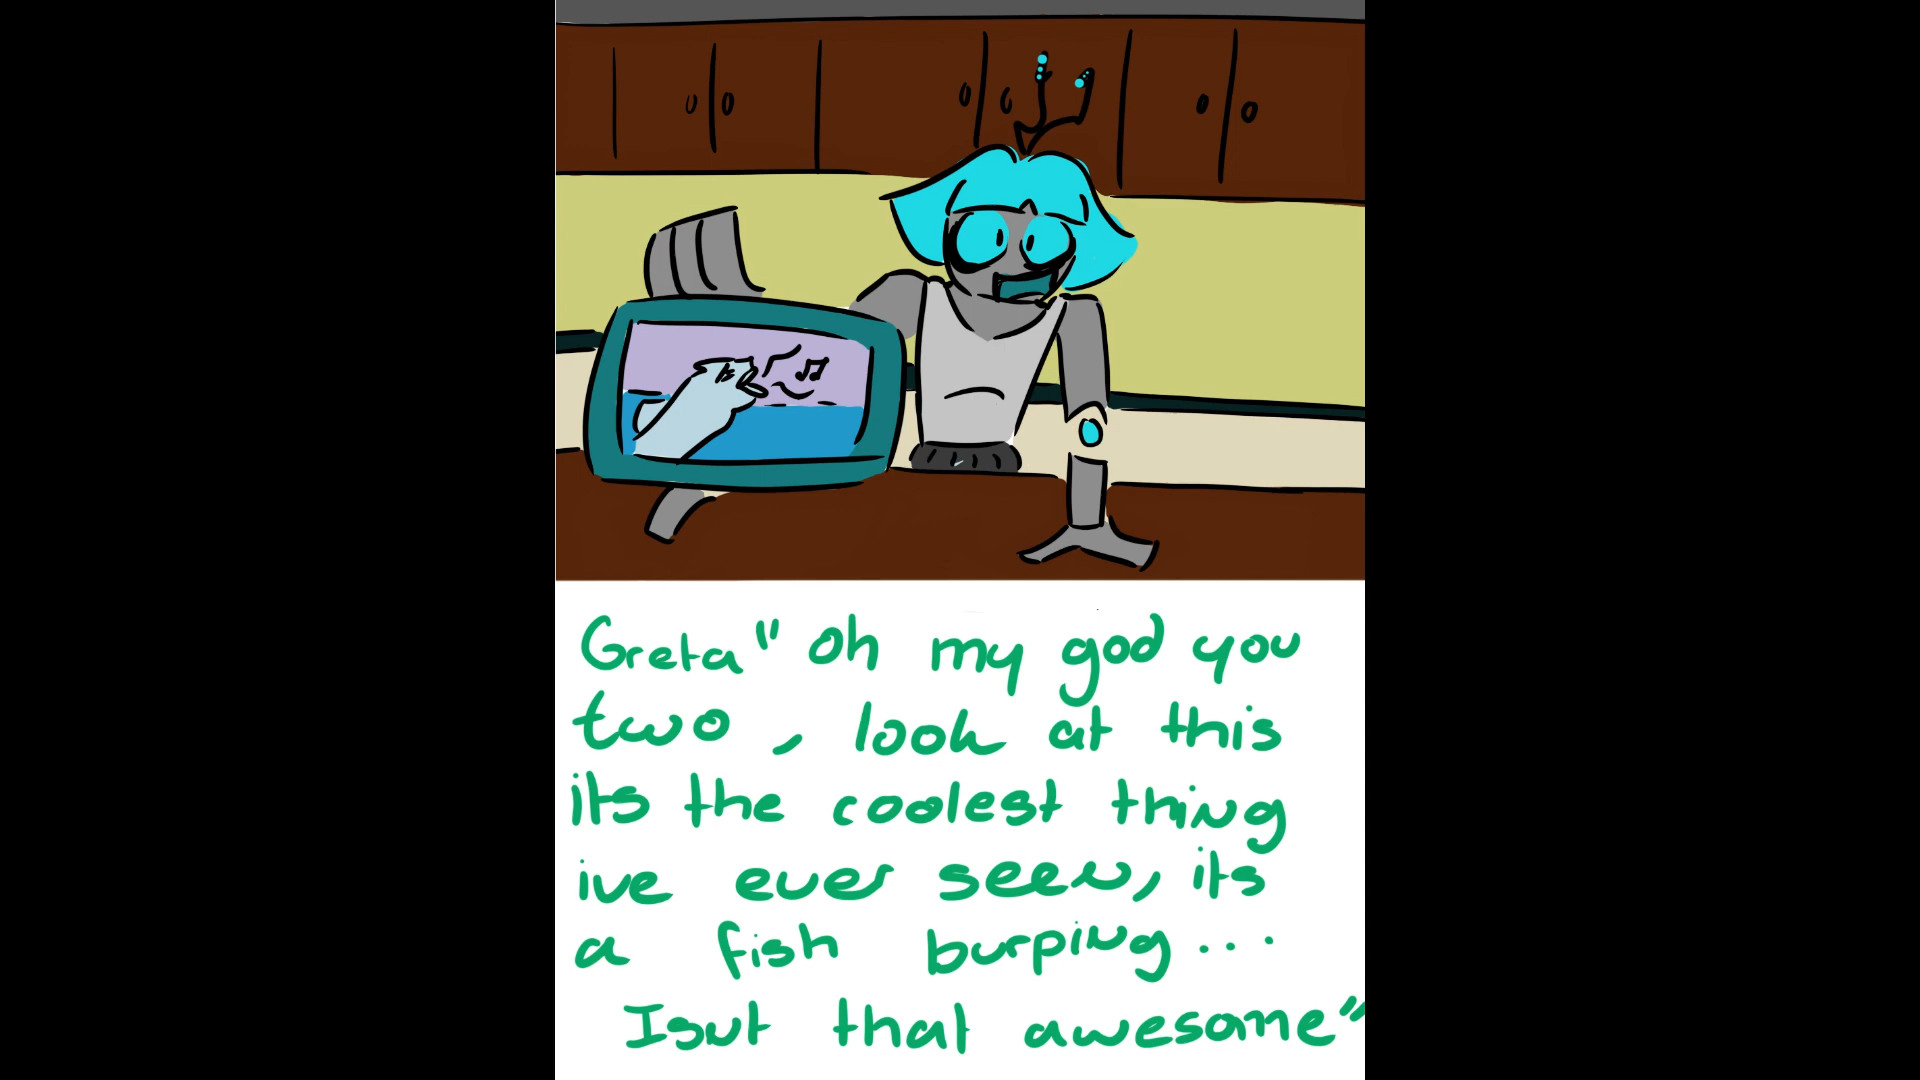 Greta" Oh my god you
two, look at this
its the coolest thing
ive ever seen, its
a fish burping...
Isnt that awesome"